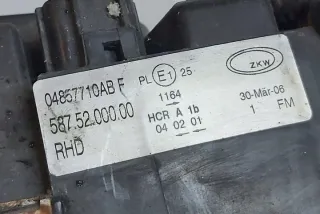 04857710AB F
587.52.000.00
RHD
PL E1 25
1164
HCR A 1b
04 02 01
ZKW
30-Mär-06
1 FM